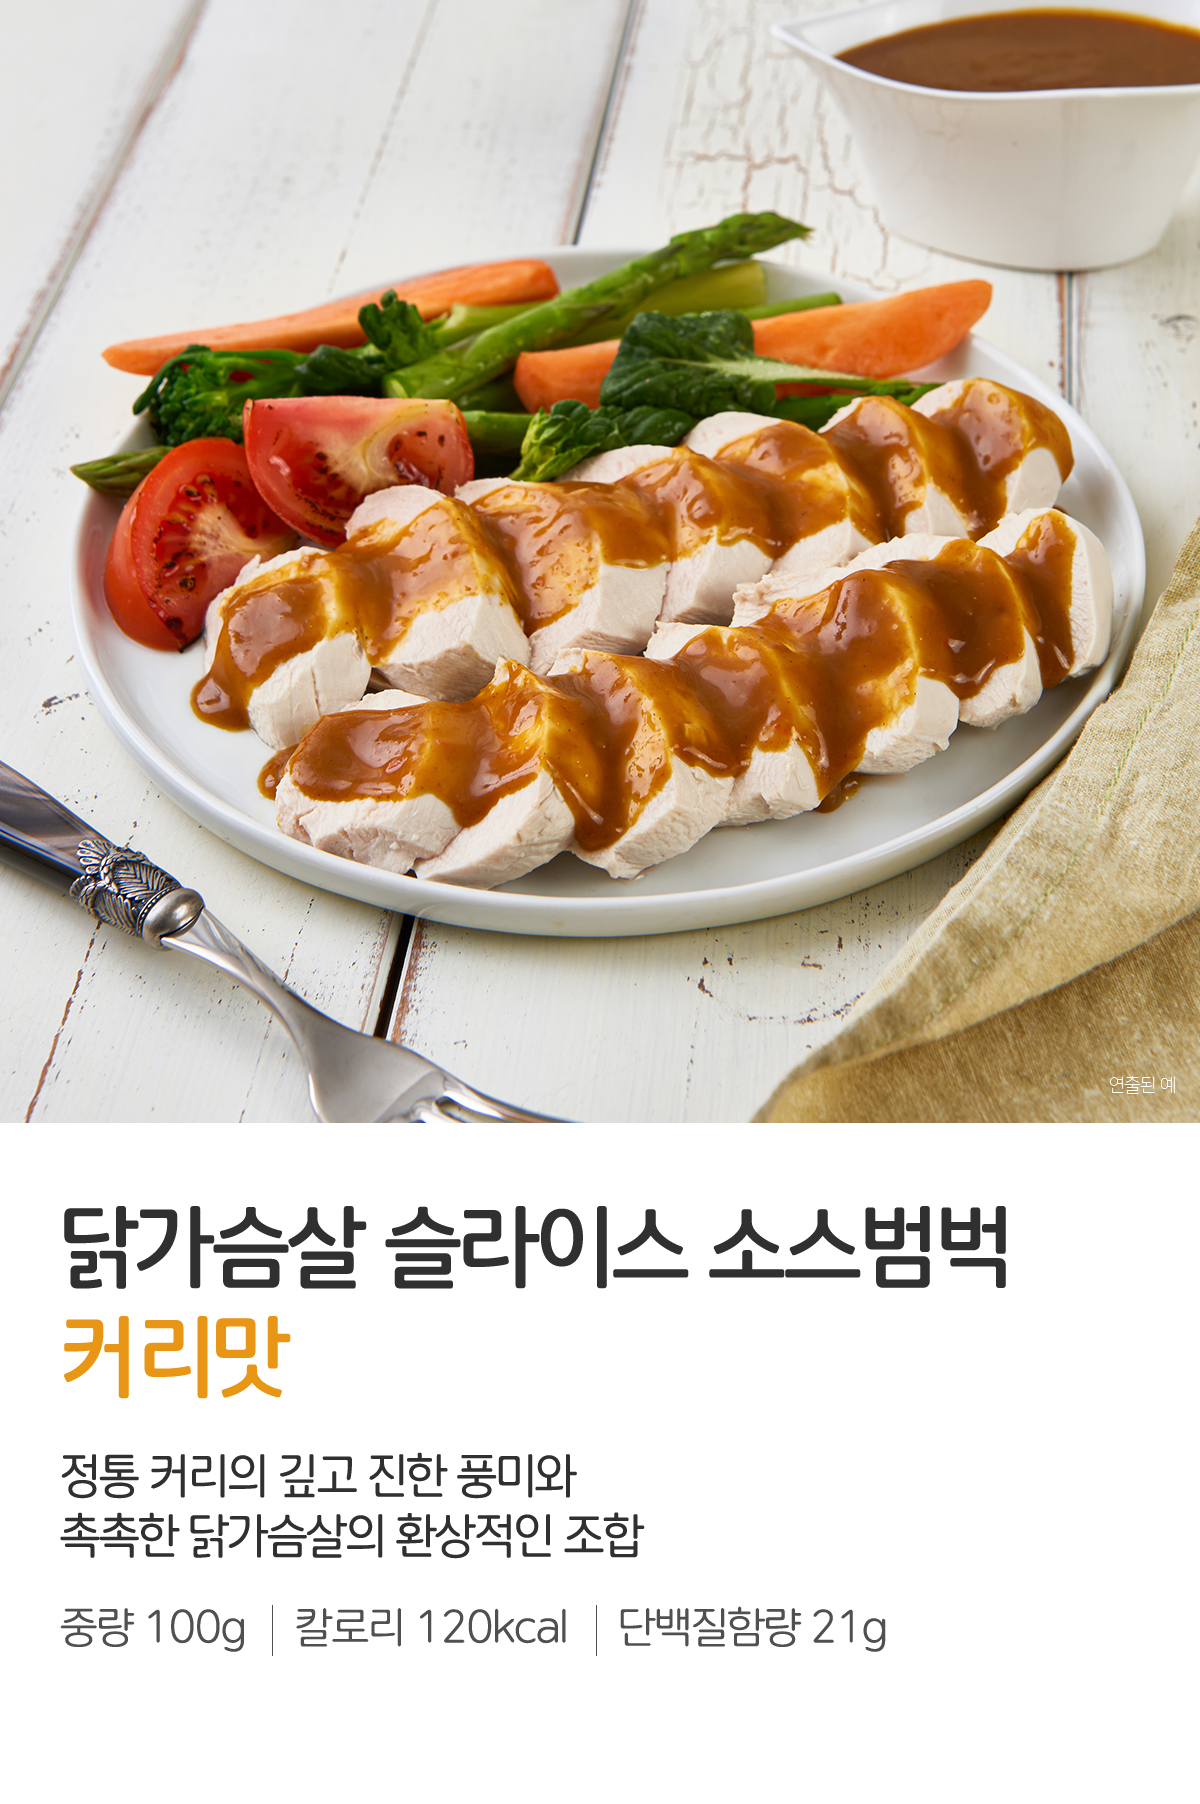 연출된 예
닭가슴살 슬라이스 소스범벅
커리맛
정통 커리의 깊고 진한 풍미와
촉촉한 닭가슴살의 환상적인 조합
중량 100g | 칼로리 120kcal | 단백질함량 21g